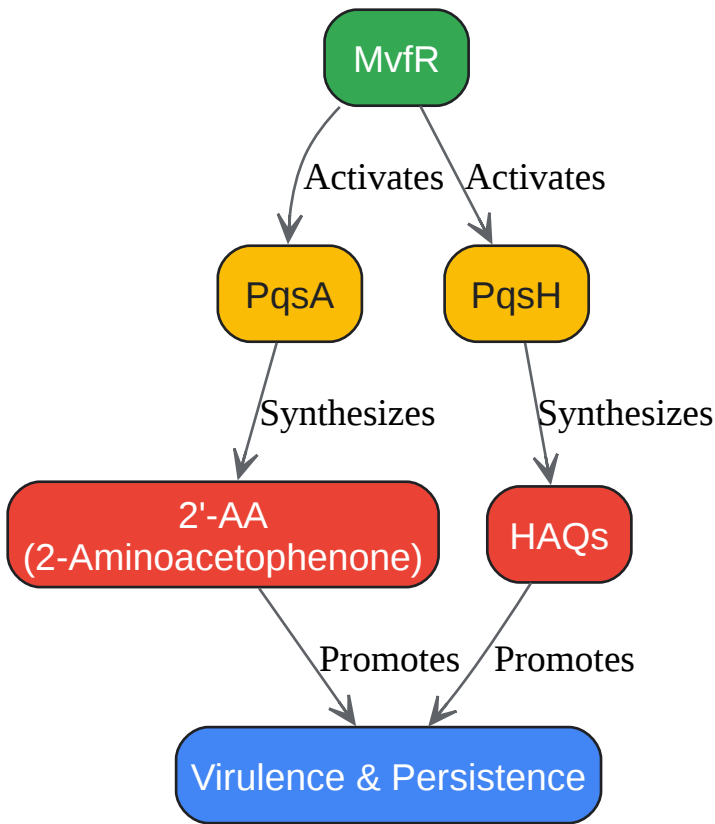 MvfR
Activates
Activates
PqsA
PqsH
Synthesizes
Synthesizes
2'-AA
(2-Aminoacetophenone)
HAQs
Promotes
Promotes
Virulence & Persistence